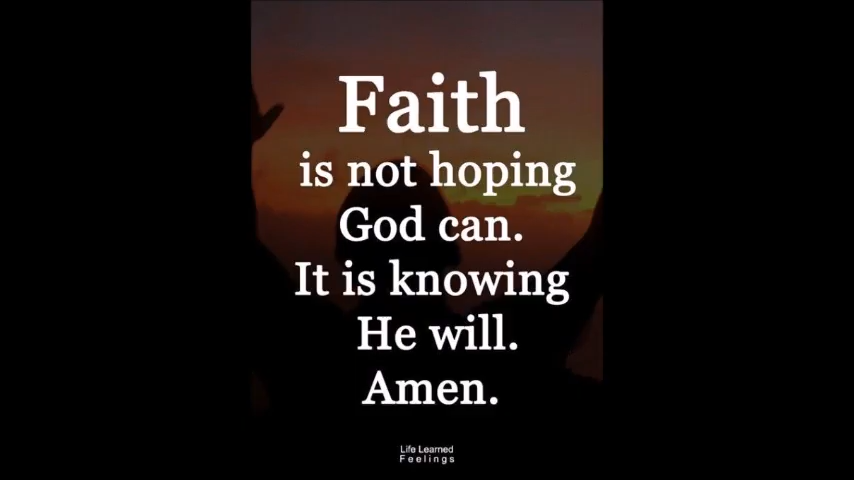 Faith
is not hoping
God can.
It is knowing
He will.
Amen.
Life Learned
Feelings